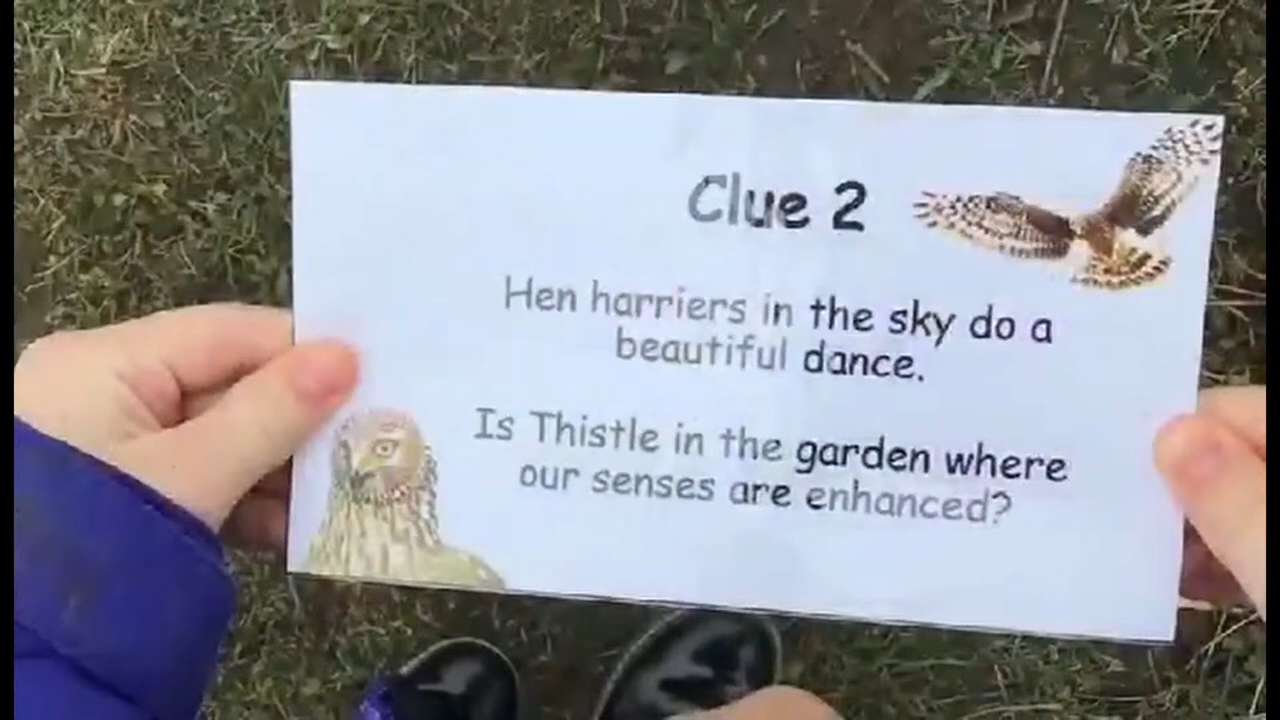 Clue 2
Hen harriers in the sky do a
beautiful dance.
Is Thistle in the garden where
our senses are enhanced?